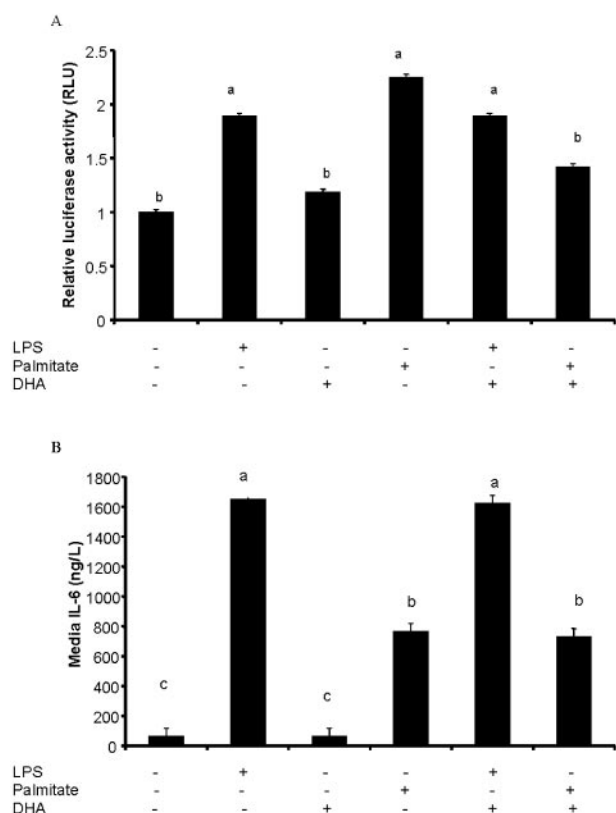 A
Relative luciferase activity (RLU)
2.5
2
1.5
1
0.5
0
b
a
b
a
a
b
LPS - + - - + -
Palmitate - - - + - +
DHA - - + - + +
B
Media IL-6 (ng/L)
1800
1600
1400
1200
1000
800
600
400
200
0
c
a
c
b
a
b
LPS - + - - + -
Palmitate - - - + - +
DHA - - + - + +